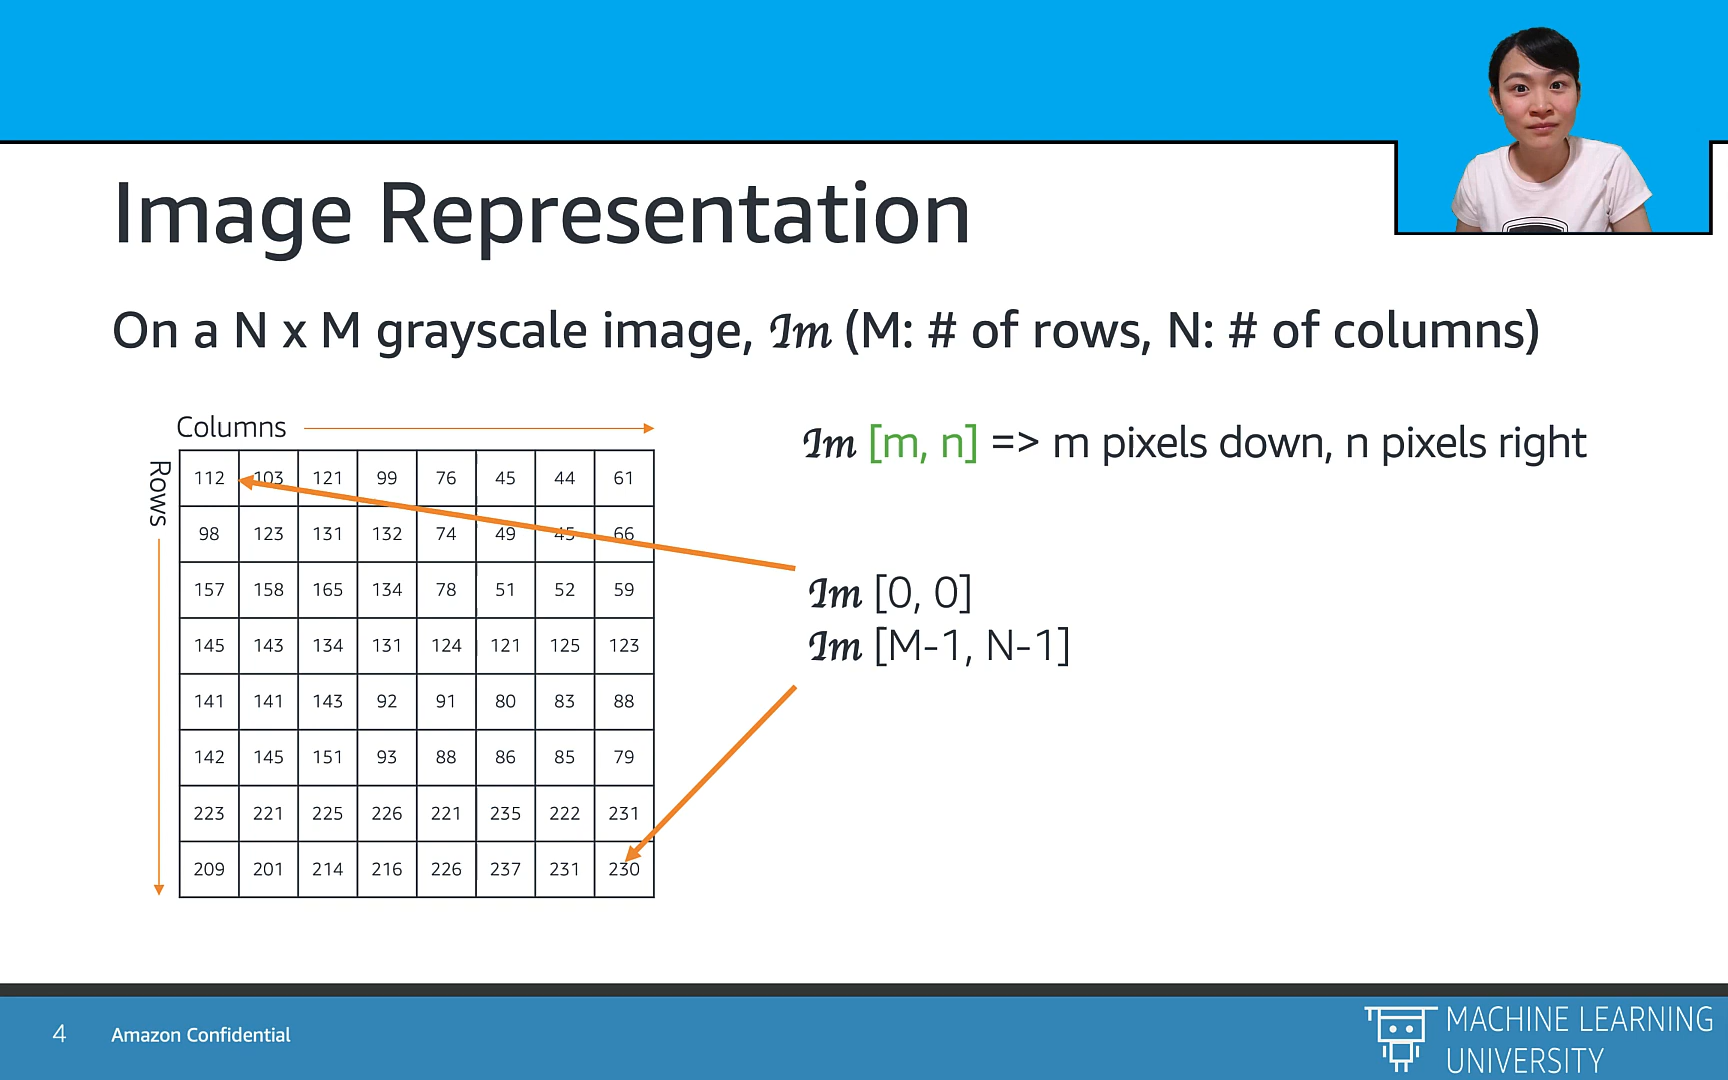 Image Representation
On a N x M grayscale image, Im (M: # of rows, N: # of columns)
Columns
Rows
112 103 121 99 76 45 44 61
98 123 131 132 74 49 45 66
157 158 165 134 78 51 52 59
145 143 134 131 124 121 125 123
141 141 143 92 91 80 83 88
142 145 151 93 88 86 85 79
223 221 225 226 221 235 222 231
209 201 214 216 226 237 231 230
Im [m, n] => m pixels down, n pixels right
Im [0, 0]
Im [M-1, N-1]
4 Amazon Confidential
MACHINE LEARNING
UNIVERSITY